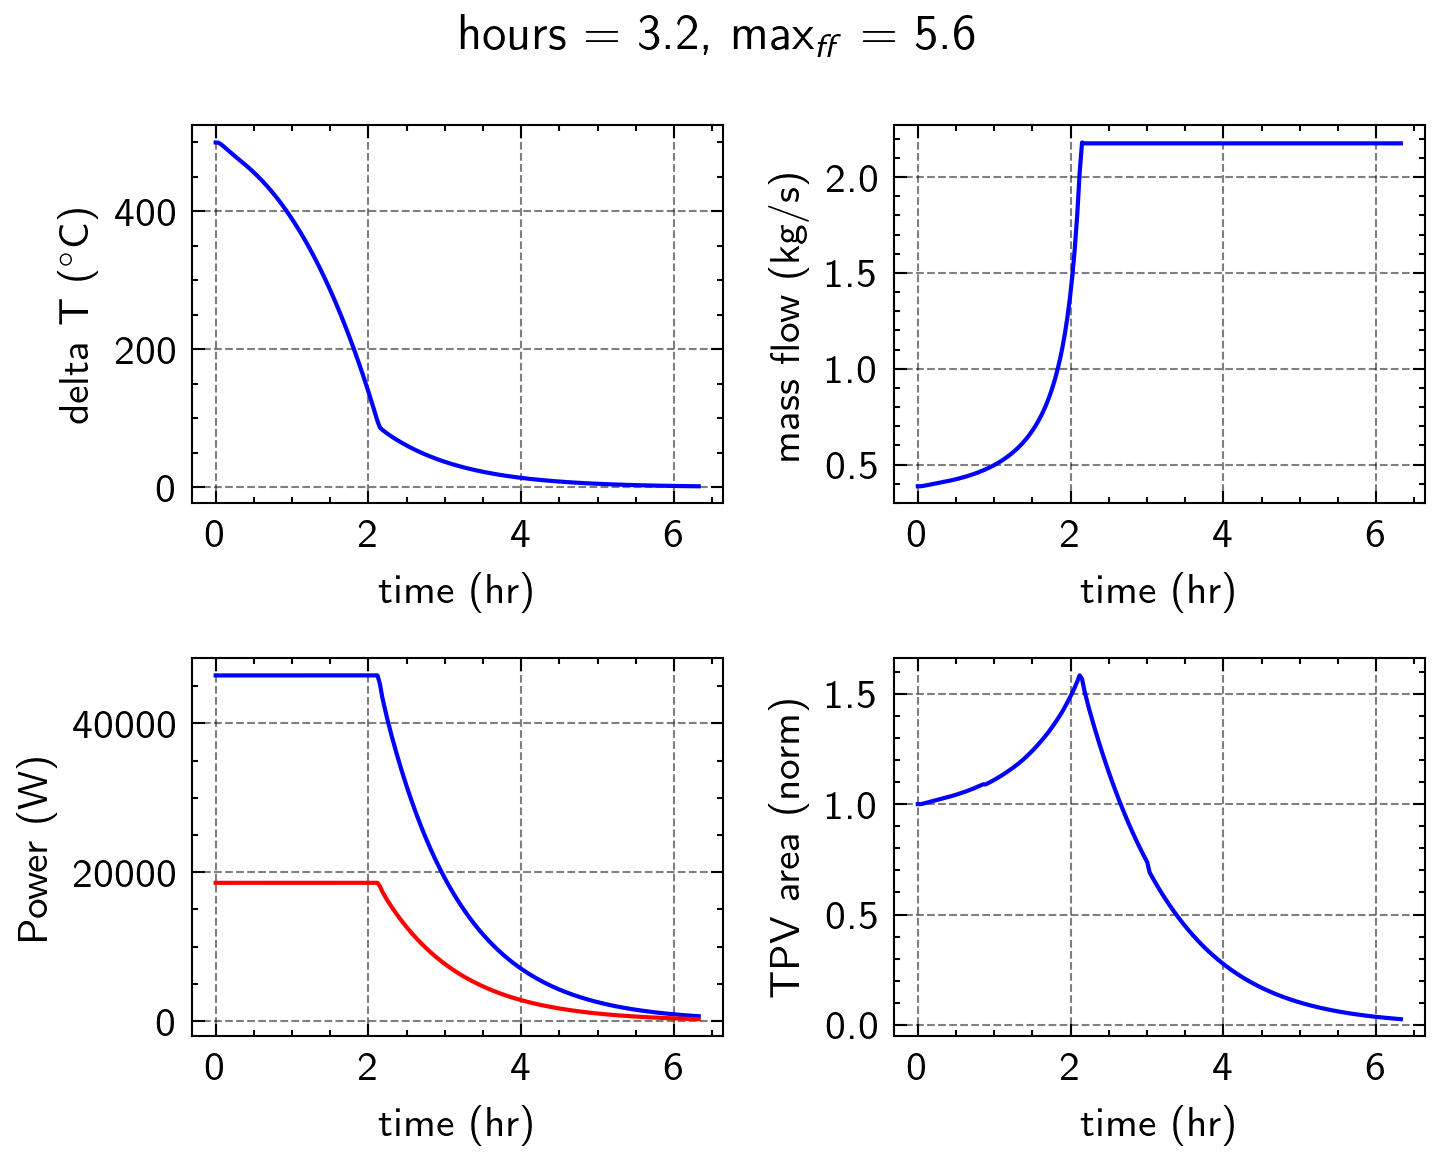 hours = 3.2, max_ff = 5.6
delta T (°C)
400
200
0
0 2 4 6
time (hr)
mass flow (kg/s)
2.0
1.5
1.0
0.5
0 2 4 6
time (hr)
Power (W)
40000
20000
0
0 2 4 6
time (hr)
TPV area (norm)
1.5
1.0
0.5
0.0
0 2 4 6
time (hr)